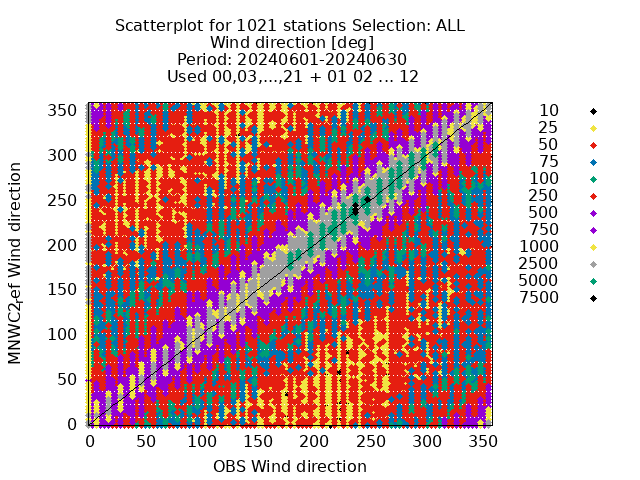 Scatterplot for 1021 stations Selection: ALL
Wind direction [deg]
Period: 20240601-20240630
Used 00,03,...,21 + 01 02 ... 12
350
300
250
200
150
100
50
0
Wind direction
0 50 100 150 200 250 300 350
OBS Wind direction
10
25
50
75
100
250
500
750
1000
2500
5000
7500